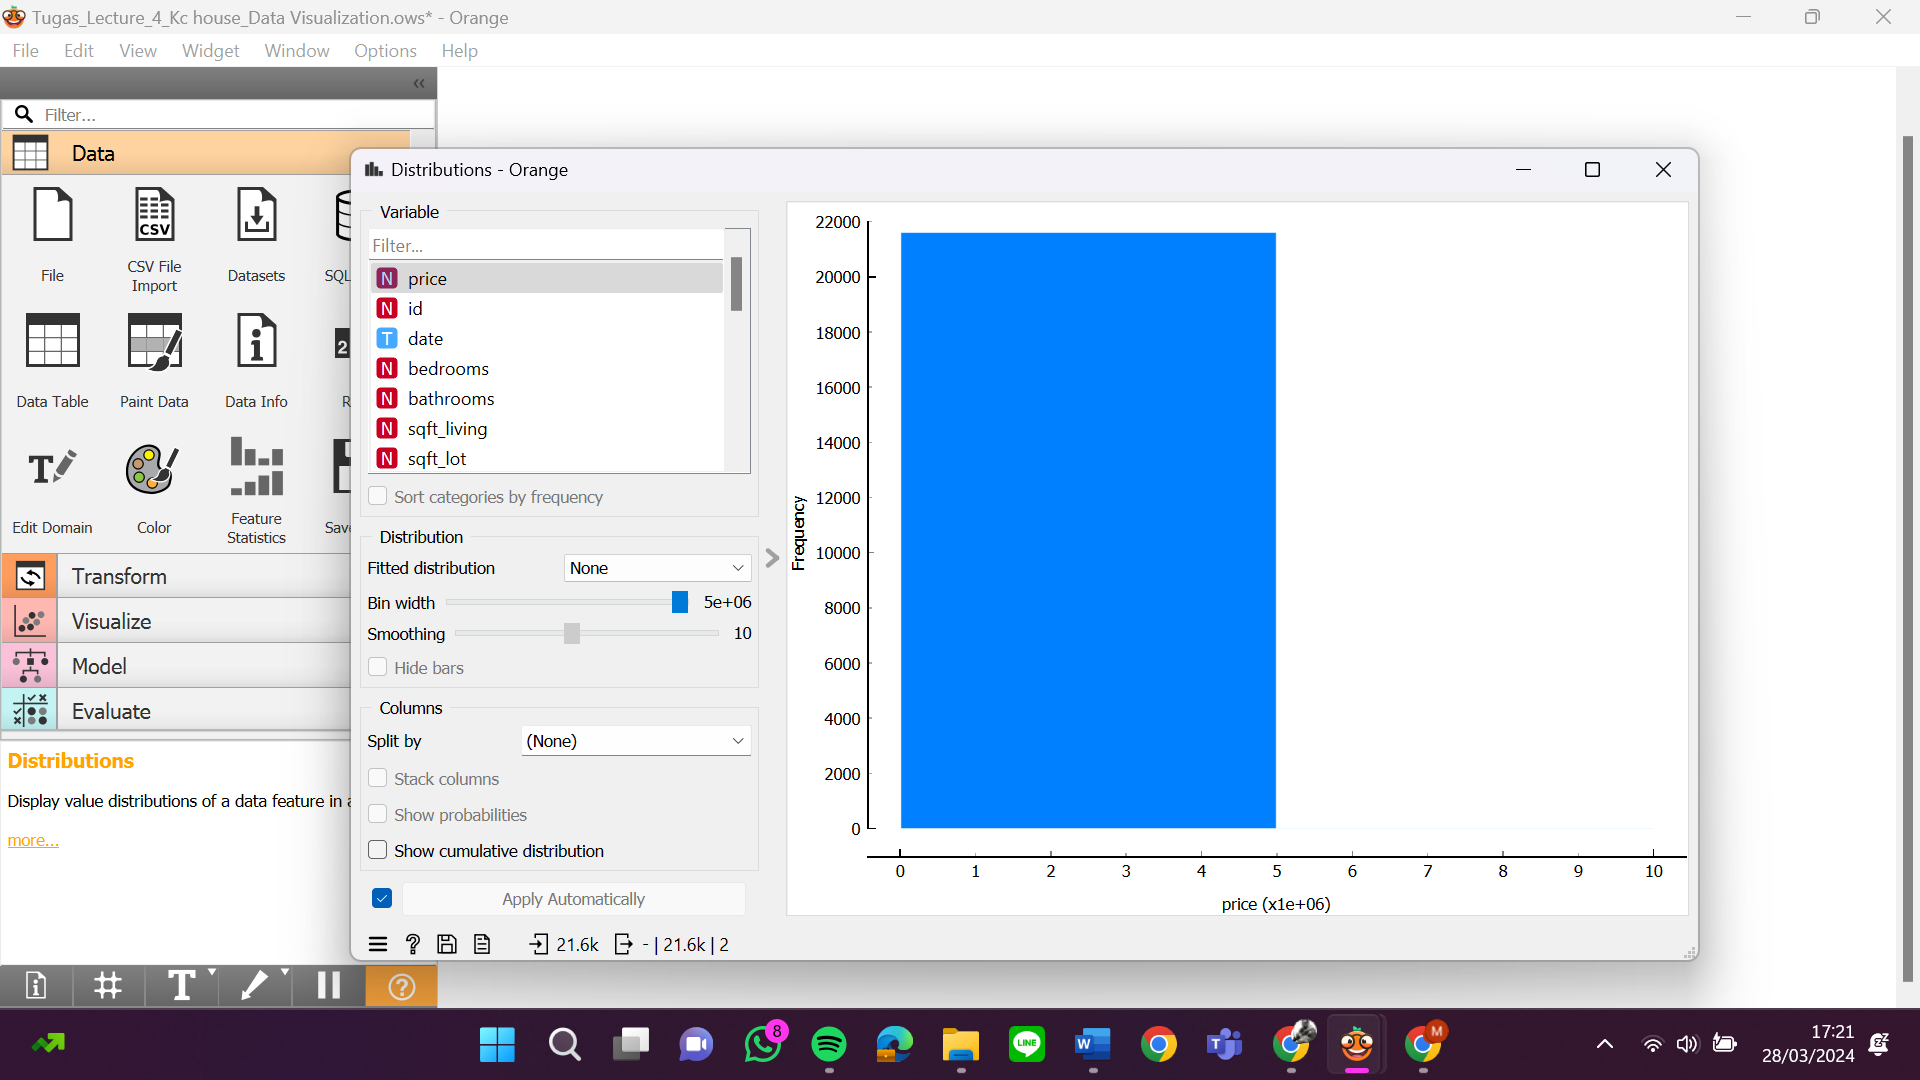 Tugas_Lecture_4_Kc house_Data Visualization.ows* - Orange
File Edit View Widget Window Options Help
Filter...
Data
File
CSV File Import
Datasets
SQL
Data Table
Paint Data
Data Info
R
Edit Domain
Color
Feature Statistics
Sav
Transform
Visualize
Model
Evaluate
Distributions
Display value distributions of a data feature in a
more...
Distributions - Orange
Variable
Filter...
N price
N id
T date
N bedrooms
N bathrooms
N sqft_living
N sqft_lot
Sort categories by frequency
Distribution
Fitted distribution None
Bin width 5e+06
Smoothing 10
Hide bars
Columns
Split by (None)
Stack columns
Show probabilities
Show cumulative distribution
Apply Automatically
21.6k - | 21.6k | 2
22000
20000
18000
16000
14000
12000
10000
8000
6000
4000
2000
0
Frequency
0 1 2 3 4 5 6 7 8 9 10
price (x1e+06)
8
LINE
W
T
M
17:21
28/03/2024